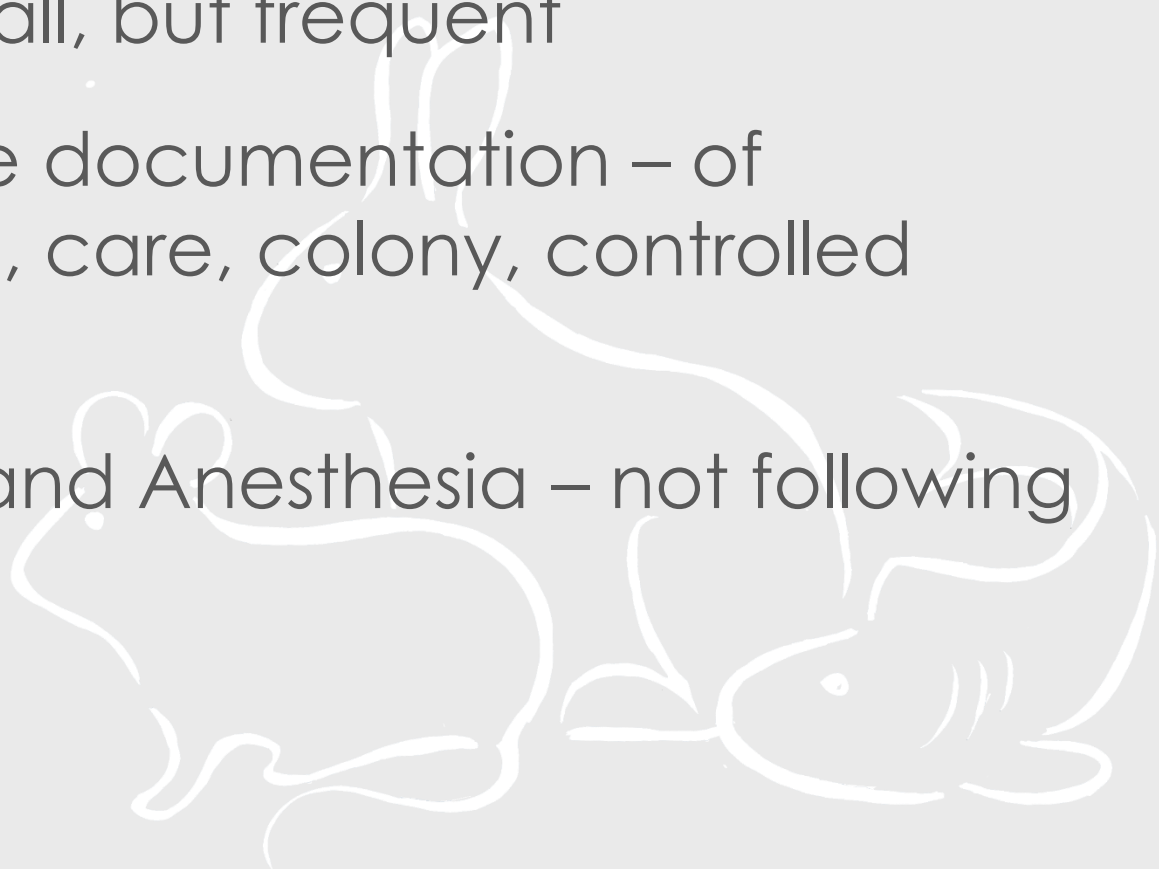 all, but frequent
e documentation – of
, care, colony, controlled
and Anesthesia – not following